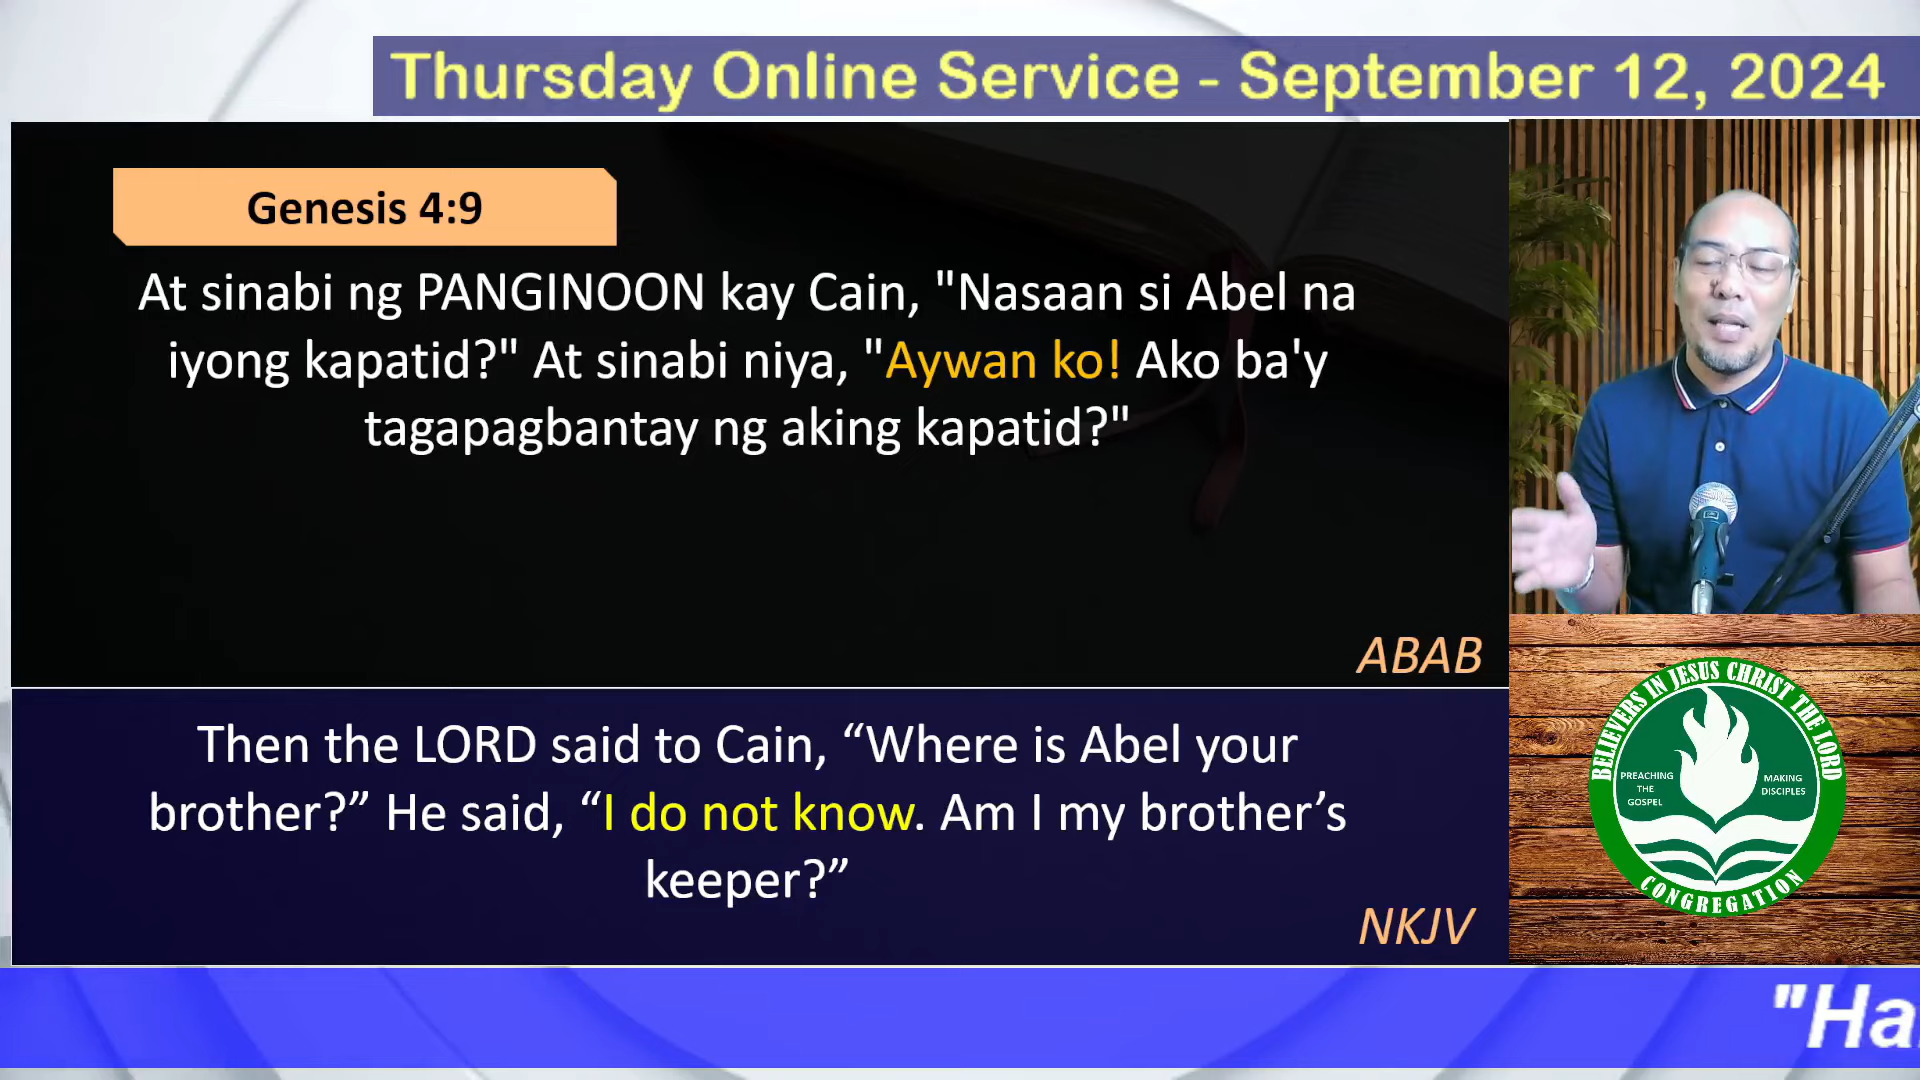 Thursday Online Service - September 12, 2024
Genesis 4:9
At sinabi ng PANGINOON kay Cain, "Nasaan si Abel na
iyong kapatid?" At sinabi niya, "Aywan ko! Ako ba'y
tagapagbantay ng aking kapatid?"
ABAB
Then the LORD said to Cain, “Where is Abel your
brother?” He said, “I do not know. Am I my brother’s
keeper?”
NKJV
BELIEVERS IN JESUS CHRIST THE LORD
PREACHING
THE
GOSPEL
MAKING
DISCIPLES
CONGREGATION